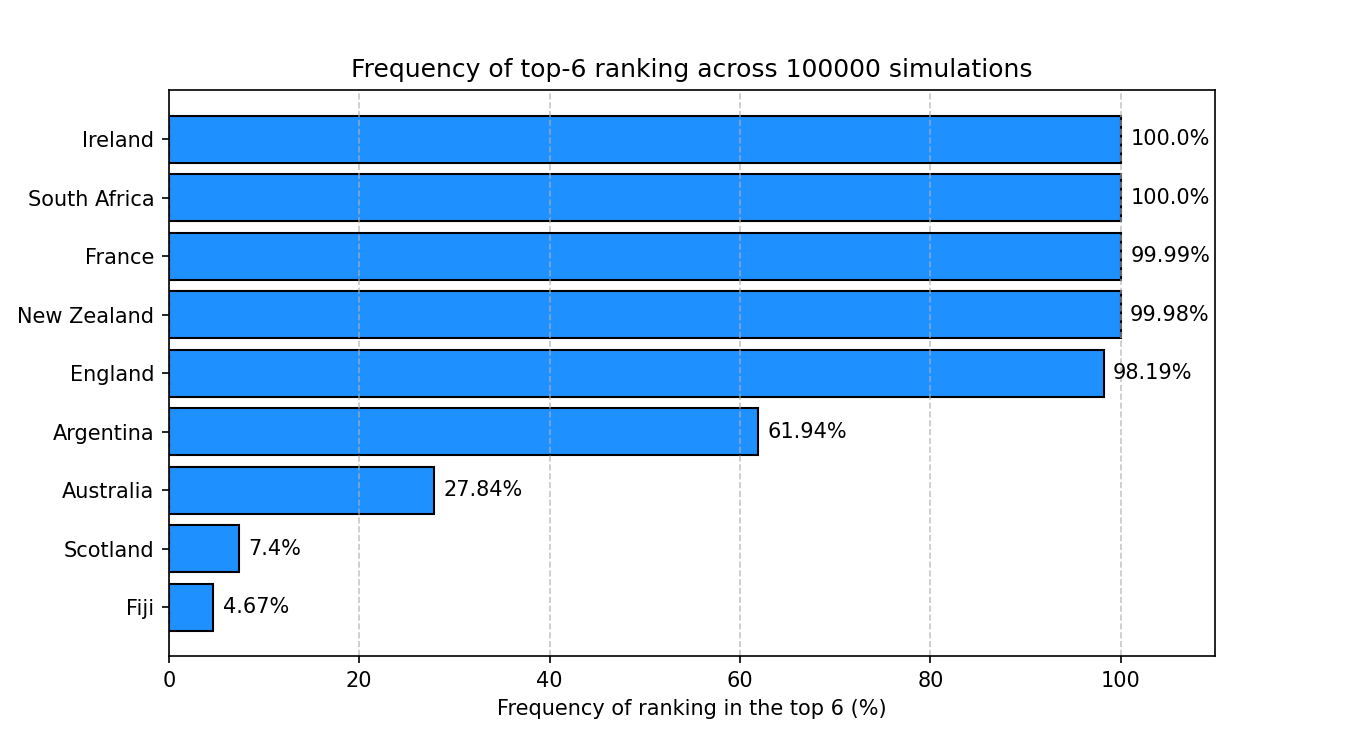 Frequency of top-6 ranking across 100000 simulations
Ireland 100.0%
South Africa 100.0%
France 99.99%
New Zealand 99.98%
England 98.19%
Argentina 61.94%
Australia 27.84%
Scotland 7.4%
Fiji 4.67%
0 20 40 60 80 100
Frequency of ranking in the top 6 (%)